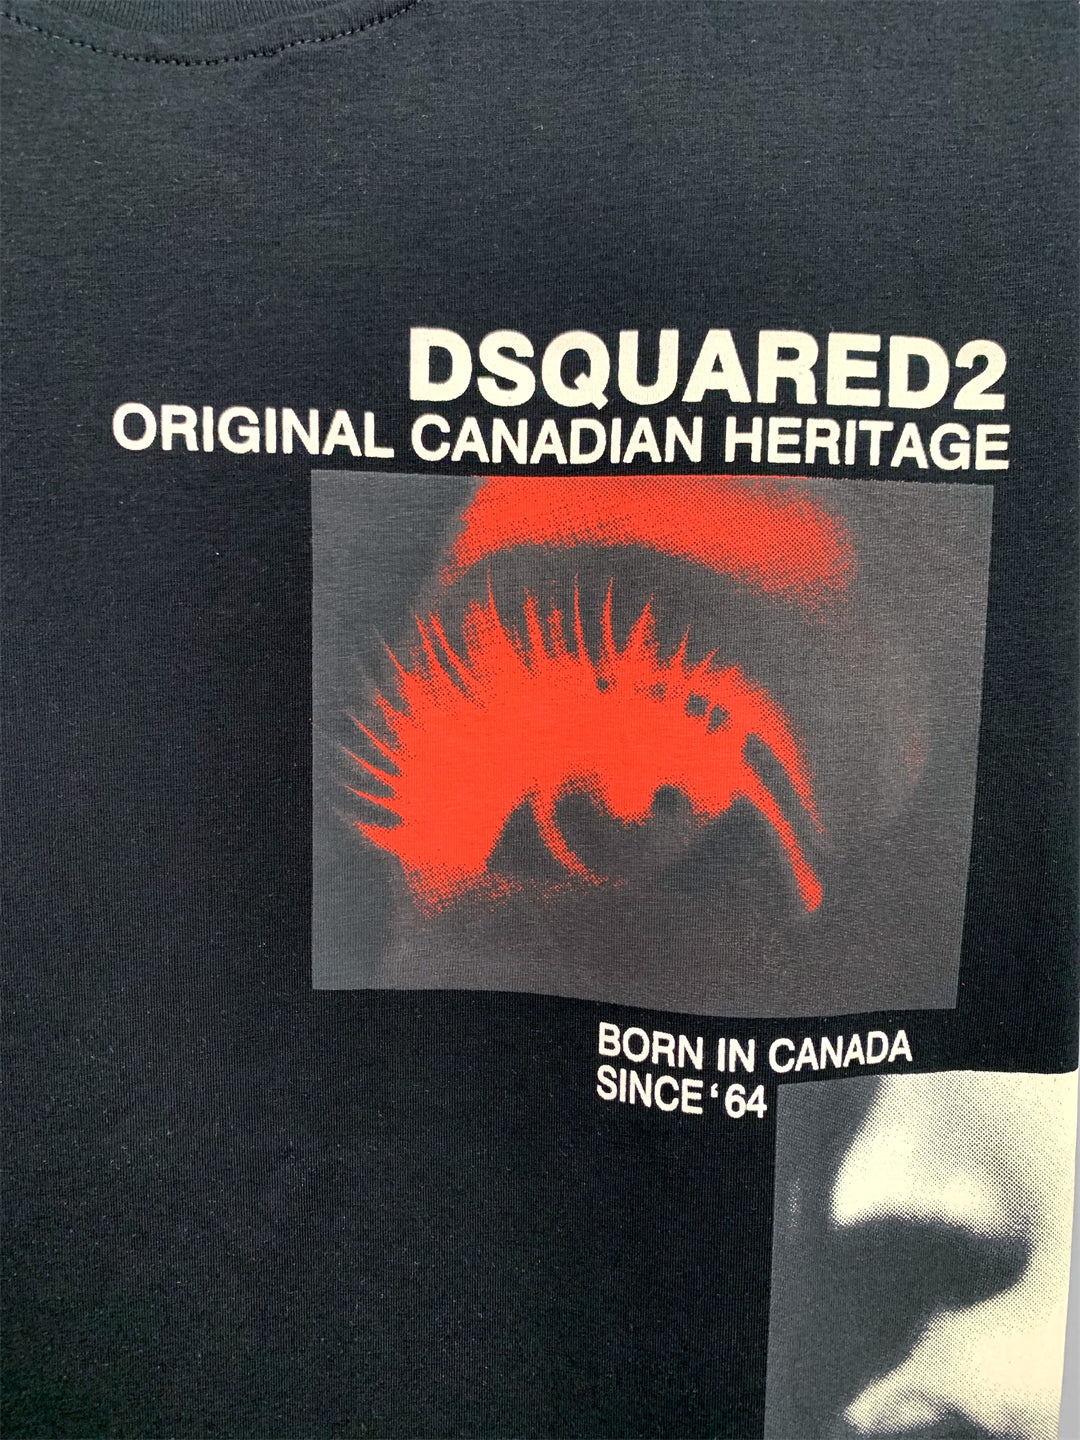 DSQUARED2
ORIGINAL CANADIAN HERITAGE
BORN IN CANADA
SINCE ‘64